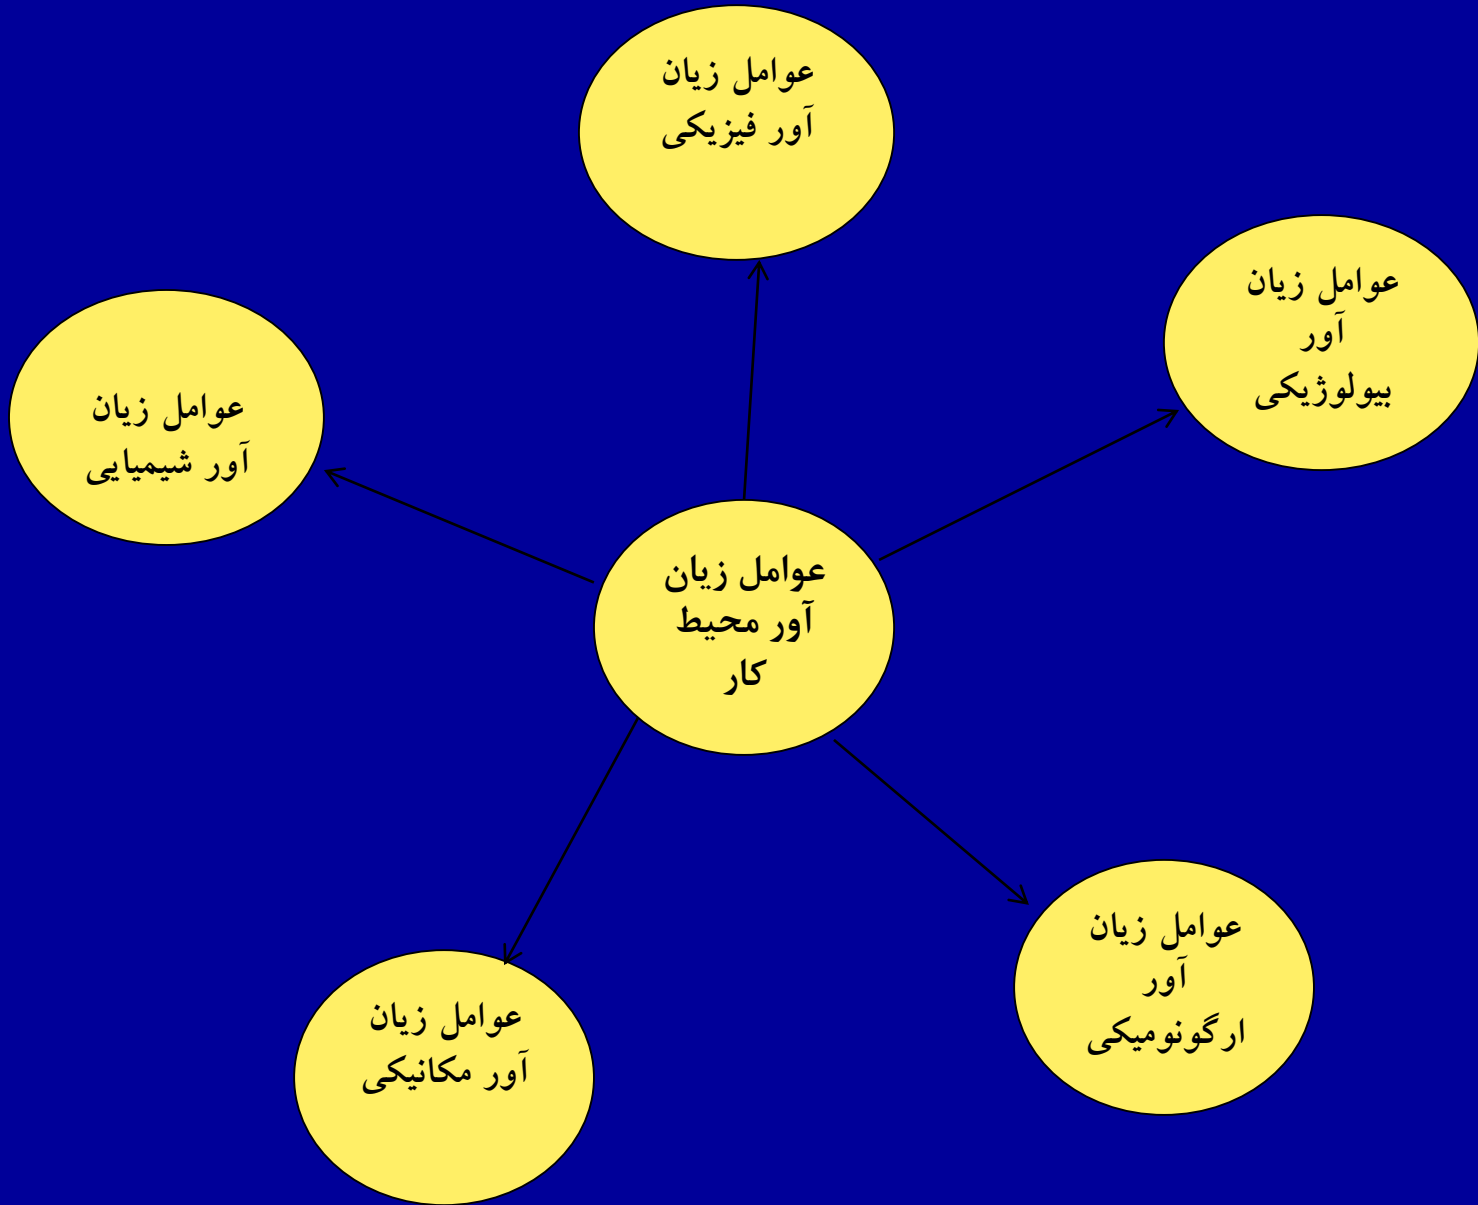 عوامل زیان
آور فیزیکی
عوامل زیان
آور
بیولوژیکی
عوامل زیان
آور شیمیایی
عوامل زیان
آور محیط
کار
عوامل زیان
آور
ارگونومیکی
عوامل زیان
آور مکانیکی